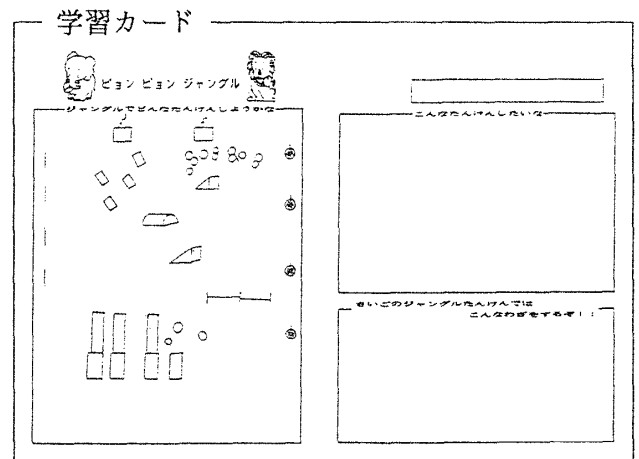 学習カード
ピョン ピョン ジャングル
ジャングルでどんなたんけんしようかな
こんなたんけんしたいな
さいごのジャングルたんけんでは
こんなわざをするぞ！！